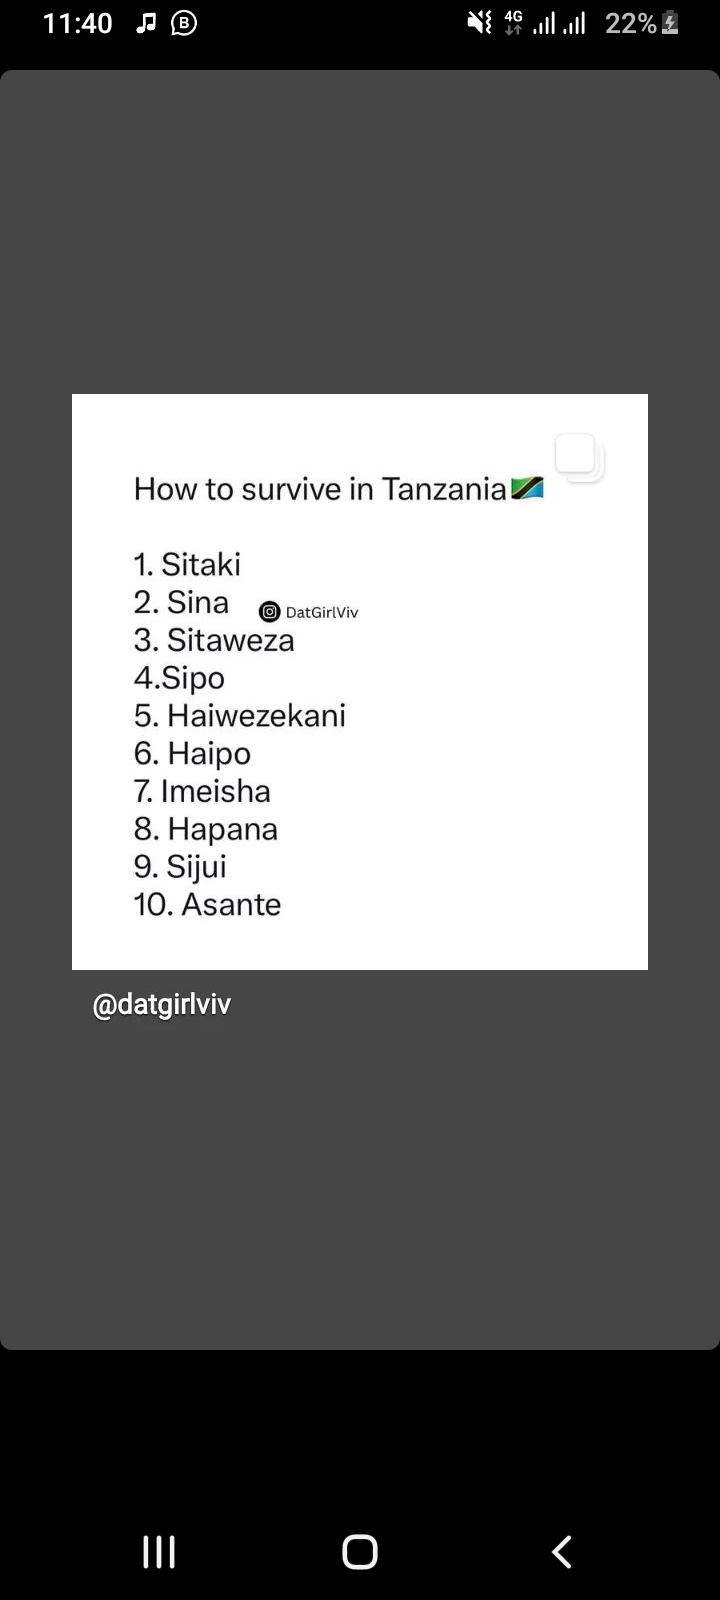 11:40 4G 22%
How to survive in Tanzania🇹🇿
1. Sitaki
2. Sina
DatGirlViv
3. Sitaweza
4.Sipo
5. Haiwezekani
6. Haipo
7. Imeisha
8. Hapana
9. Sijui
10. Asante
@datgirlviv